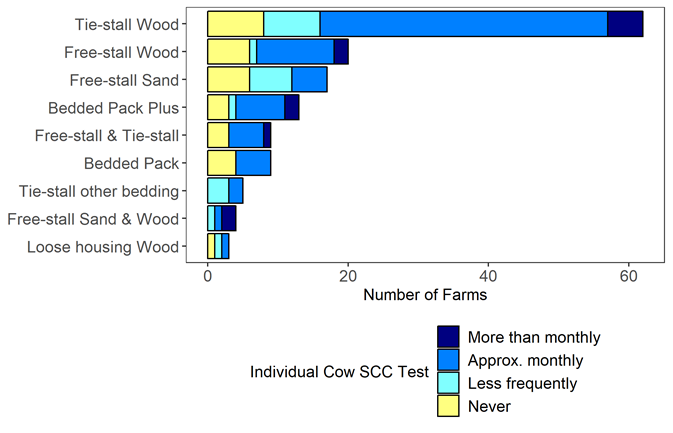 Tie-stall Wood
Free-stall Wood
Free-stall Sand
Bedded Pack Plus
Free-stall & Tie-stall
Bedded Pack
Tie-stall other bedding
Free-stall Sand & Wood
Loose housing Wood
0 20 40 60
Number of Farms
Individual Cow SCC Test
More than monthly
Approx. monthly
Less frequently
Never